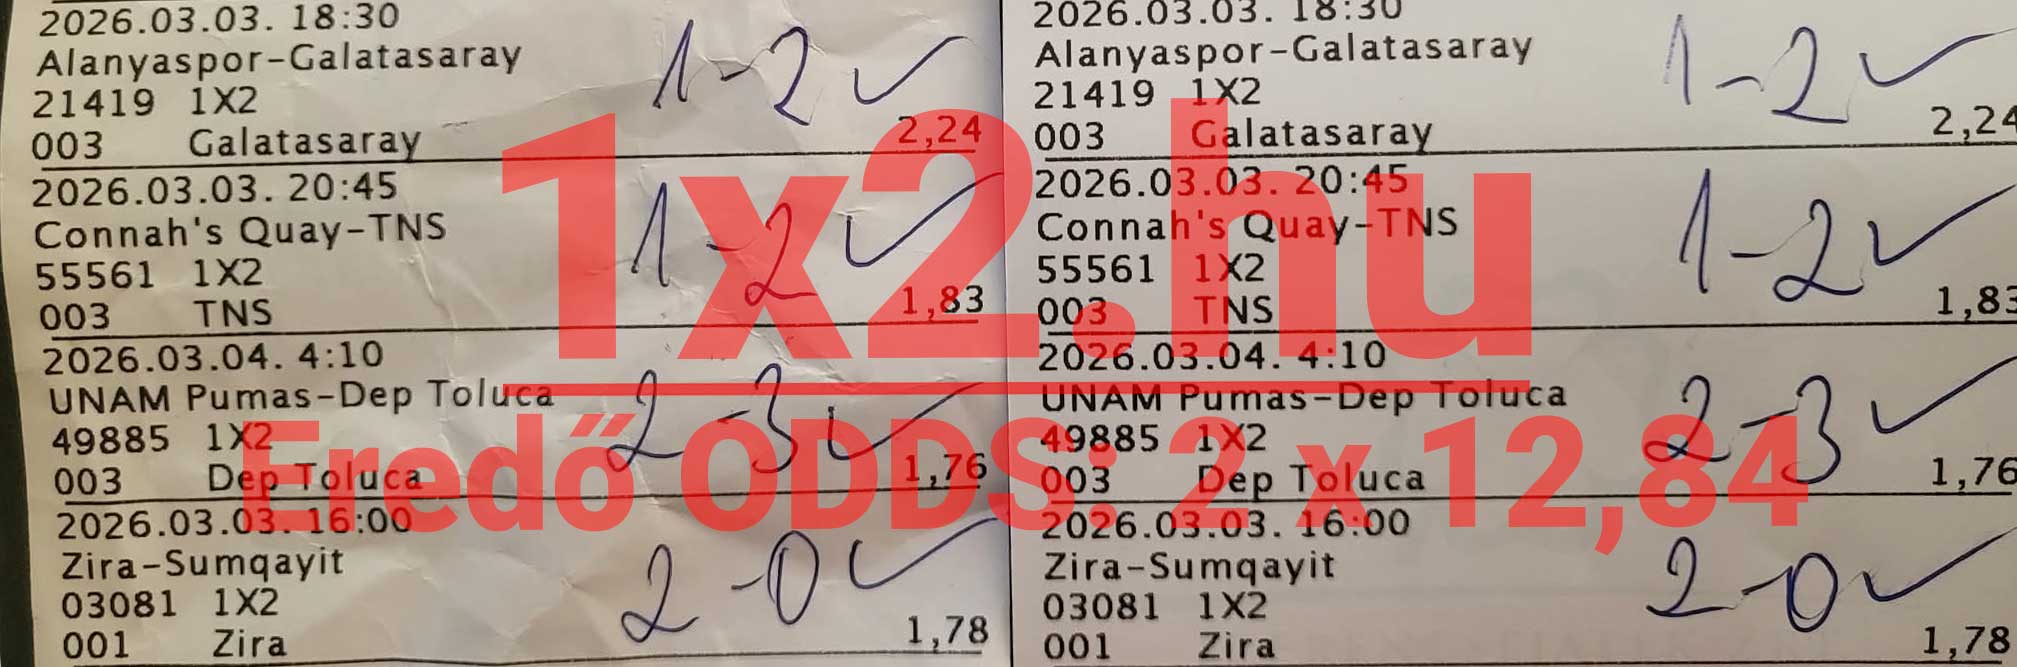 2026.03.03. 18:30
Alanyaspor-Galatasaray
21419 1X2
003 Galatasaray
2,24
1-2
2026.03.03. 20:45
Connah's Quay-TNS
55561 1X2
003 TNS
1,83
1-2
2026.03.04. 4:10
UNAM Pumas-Dep Toluca
49885 1X2
003 Dep Toluca
1,76
2-3
2026.03.03. 16:00
Zira-Sumqayit
03081 1X2
001 Zira
1,78
2-0
2026.03.03. 18:30
Alanyaspor-Galatasaray
21419 1X2
003 Galatasaray
2,24
1-2
2026.03.03. 20:45
Connah's Quay-TNS
55561 1X2
003 TNS
1,83
1-2
2026.03.04. 4:10
UNAM Pumas-Dep Toluca
49885 1X2
003 Dep Toluca
1,76
2-3
2026.03.03. 16:00
Zira-Sumqayit
03081 1X2
001 Zira
1,78
2-0
1x2.hu
Eredő ODDS: 2 x 12,84